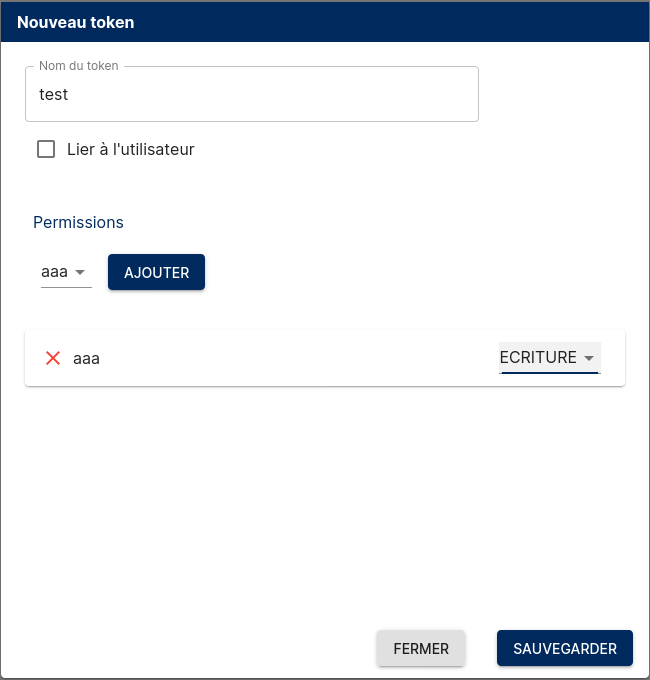 Nouveau token
Nom du token
test
Lier à l'utilisateur
Permissions
aaa AJOUTER
aaa ECRITURE
FERMER SAUVEGARDER